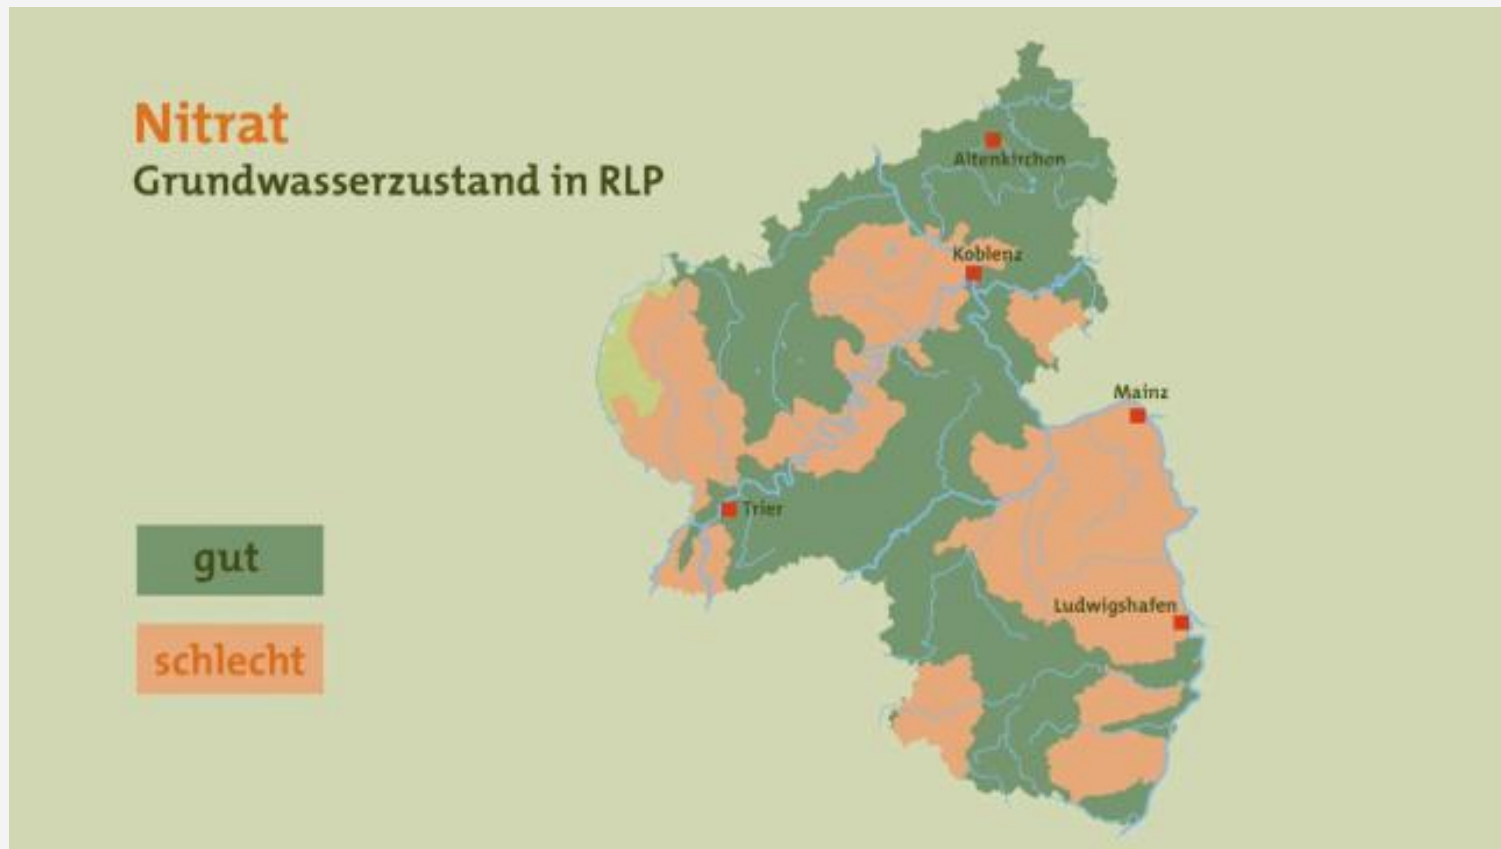 Nitrat
Grundwasserzustand in RLP
Altenkirchen
Koblenz
Mainz
Trier
gut
Ludwigshafen
schlecht